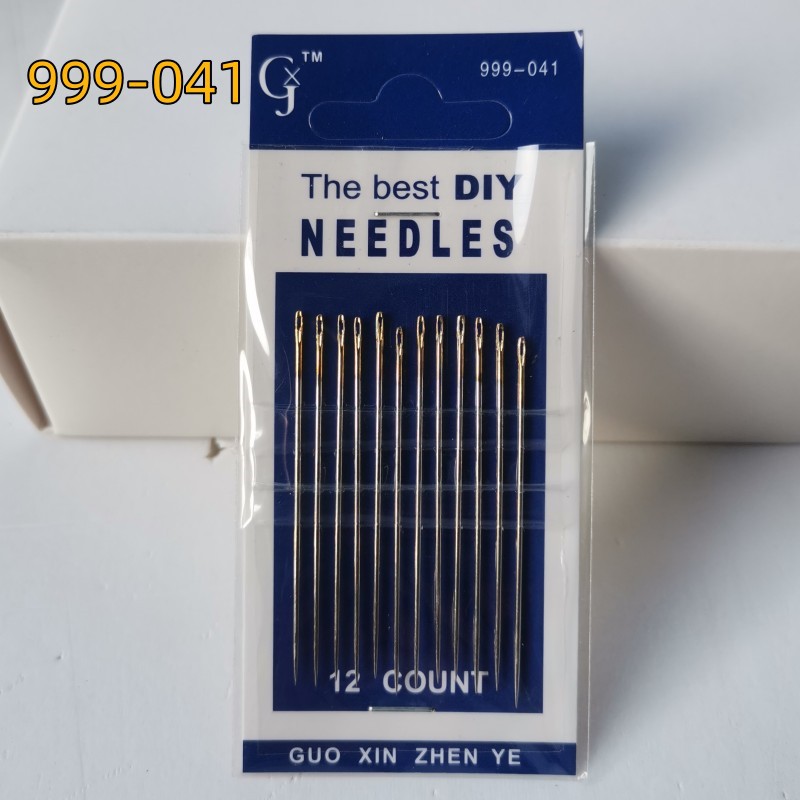 999-041
GXJ™ 999-041
The best DIY
NEEDLES
12 COUNT
GUO XIN ZHEN YE